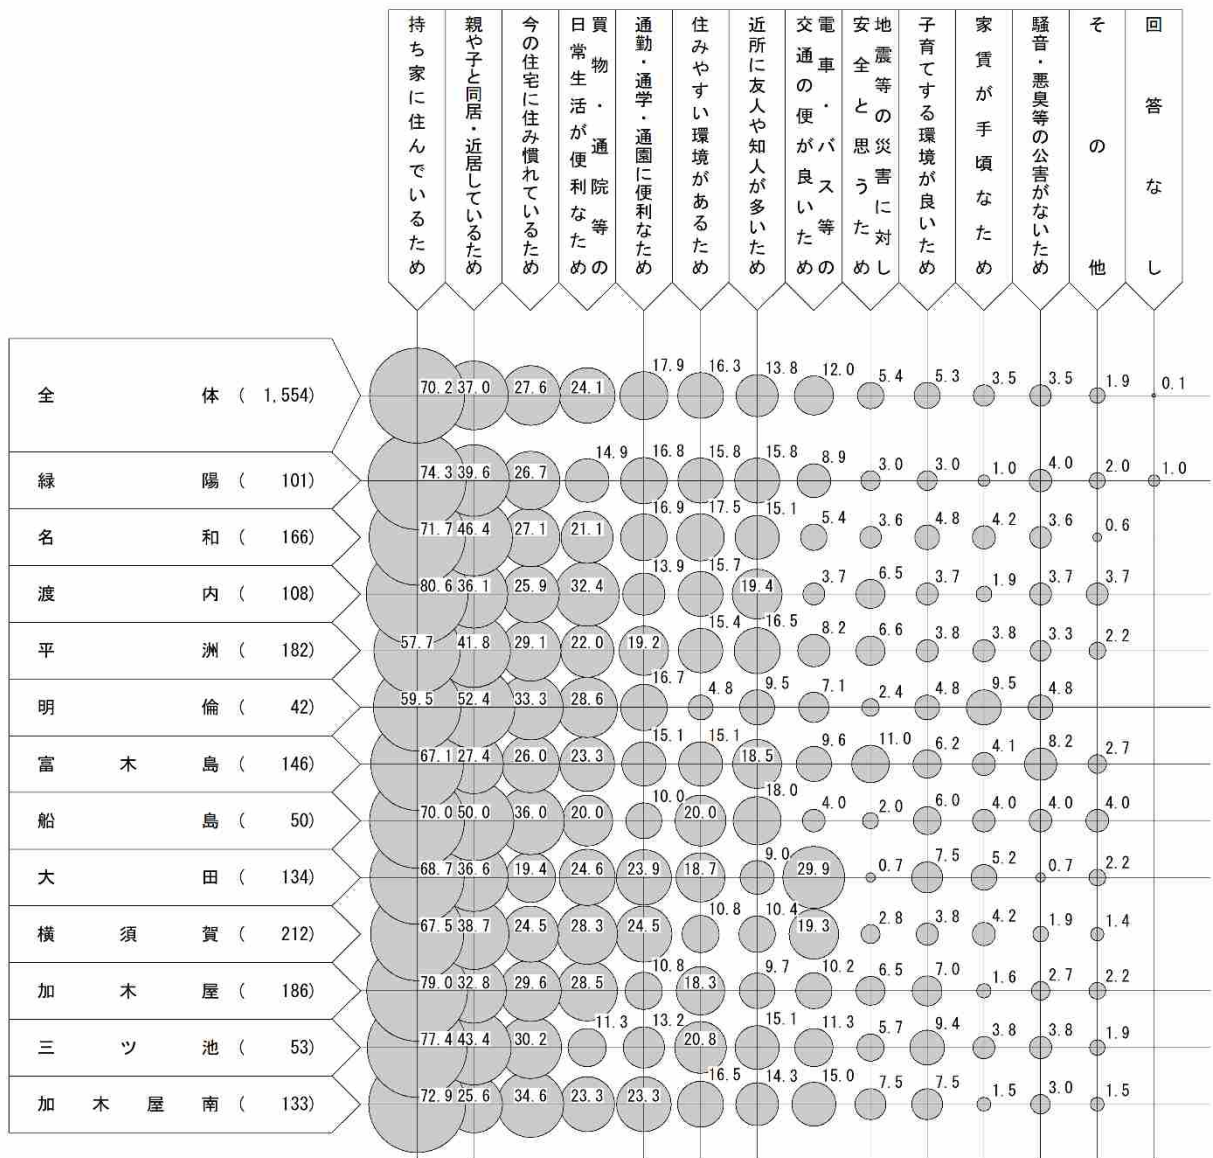 持ち家に住んでいるため
親や子と同居・近居しているため
今の住宅に住み慣れているため
買物・通院等の
日常生活が便利なため
通勤・通学・通園に便利なため
住みやすい環境があるため
近所に友人や知人が多いため
電車・バス等の
交通の便が良いため
地震等の災害に対し
安全と思うため
子育てする環境が良いため
家賃が手頃なため
騒音・悪臭等の公害がないため
その他
回答なし
全体 ( 1,554) 70.2 37.0 27.6 24.1 17.9 16.3 13.8 12.0 5.4 5.3 3.5 3.5 1.9 0.1
緑陽 ( 101) 74.3 39.6 26.7 14.9 16.8 15.8 15.8 8.9 3.0 3.0 1.0 4.0 2.0 1.0
名和 ( 166) 71.7 46.4 27.1 21.1 16.9 17.5 15.1 5.4 3.6 4.8 4.2 3.6 0.6
渡内 ( 108) 80.6 36.1 25.9 32.4 13.9 15.7 19.4 3.7 6.5 3.7 1.9 3.7 3.7
平洲 ( 182) 57.7 41.8 29.1 22.0 19.2 15.4 16.5 8.2 6.6 3.8 3.8 3.3 2.2
明倫 ( 42) 59.5 52.4 33.3 28.6 16.7 4.8 9.5 7.1 2.4 4.8 9.5 4.8
富木島 ( 146) 67.1 27.4 26.0 23.3 15.1 15.1 18.5 9.6 11.0 6.2 4.1 8.2 2.7
船島 ( 50) 70.0 50.0 36.0 20.0 10.0 20.0 18.0 4.0 2.0 6.0 4.0 4.0 4.0
大田 ( 134) 68.7 36.6 19.4 24.6 23.9 18.7 9.0 29.9 0.7 7.5 5.2 0.7 2.2
横須賀 ( 212) 67.5 38.7 24.5 28.3 24.5 10.8 10.4 19.3 2.8 3.8 4.2 1.9 1.4
加木屋 ( 186) 79.0 32.8 29.6 28.5 10.8 18.3 9.7 10.2 6.5 7.0 1.6 2.7 2.2
三ツ池 ( 53) 77.4 43.4 30.2 11.3 13.2 20.8 15.1 11.3 5.7 9.4 3.8 3.8 1.9
加木屋南 ( 133) 72.9 25.6 34.6 23.3 23.3 16.5 14.3 15.0 7.5 7.5 1.5 3.0 1.5